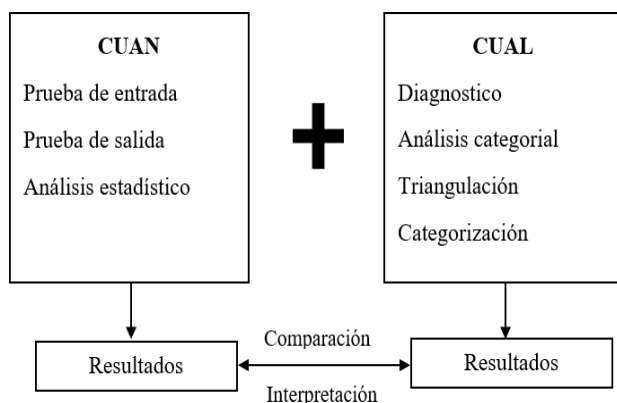 CUAN
Prueba de entrada
Prueba de salida
Análisis estadístico
+
CUAL
Diagnostico
Análisis categorial
Triangulación
Categorización
Resultados
Comparación
Interpretación
Resultados